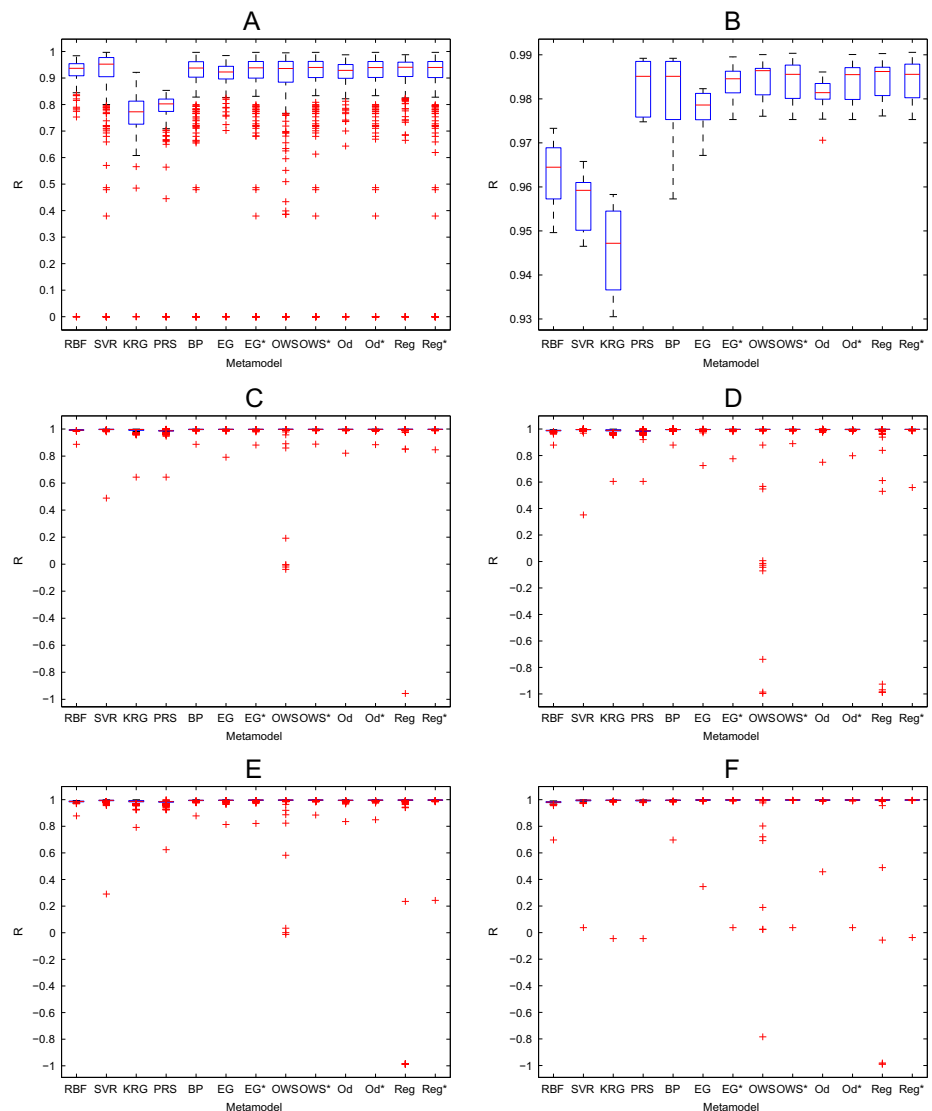 A
1
0.9
0.8
0.7
0.6
0.5
0.4
0.3
0.2
0.1
0
R
RBF SVR KRG PRS BP EG EG* OWS OWS* Od Od* Reg Reg*
Metamodel
B
0.99
0.98
0.97
0.96
0.95
0.94
0.93
R
RBF SVR KRG PRS BP EG EG* OWS OWS* Od Od* Reg Reg*
Metamodel
C
1
0.8
0.6
0.4
0.2
0
−0.2
−0.4
−0.6
−0.8
−1
R
RBF SVR KRG PRS BP EG EG* OWS OWS* Od Od* Reg Reg*
Metamodel
D
1
0.8
0.6
0.4
0.2
0
−0.2
−0.4
−0.6
−0.8
−1
R
RBF SVR KRG PRS BP EG EG* OWS OWS* Od Od* Reg Reg*
Metamodel
E
1
0.8
0.6
0.4
0.2
0
−0.2
−0.4
−0.6
−0.8
−1
R
RBF SVR KRG PRS BP EG EG* OWS OWS* Od Od* Reg Reg*
Metamodel
F
1
0.8
0.6
0.4
0.2
0
−0.2
−0.4
−0.6
−0.8
−1
R
RBF SVR KRG PRS BP EG EG* OWS OWS* Od Od* Reg Reg*
Metamodel